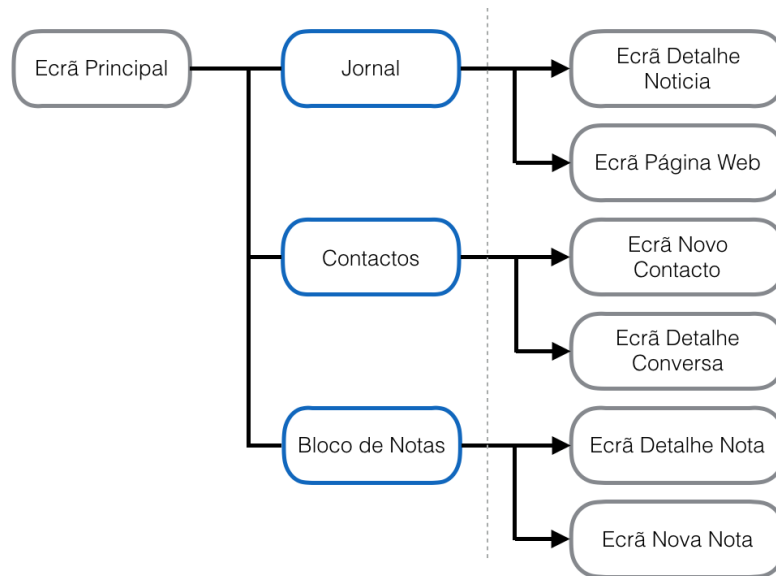 Ecrã Principal
Jornal
Ecrã Detalhe
Noticia
Ecrã Página Web
Contactos
Ecrã Novo
Contacto
Ecrã Detalhe
Conversa
Bloco de Notas
Ecrã Detalhe Nota
Ecrã Nova Nota